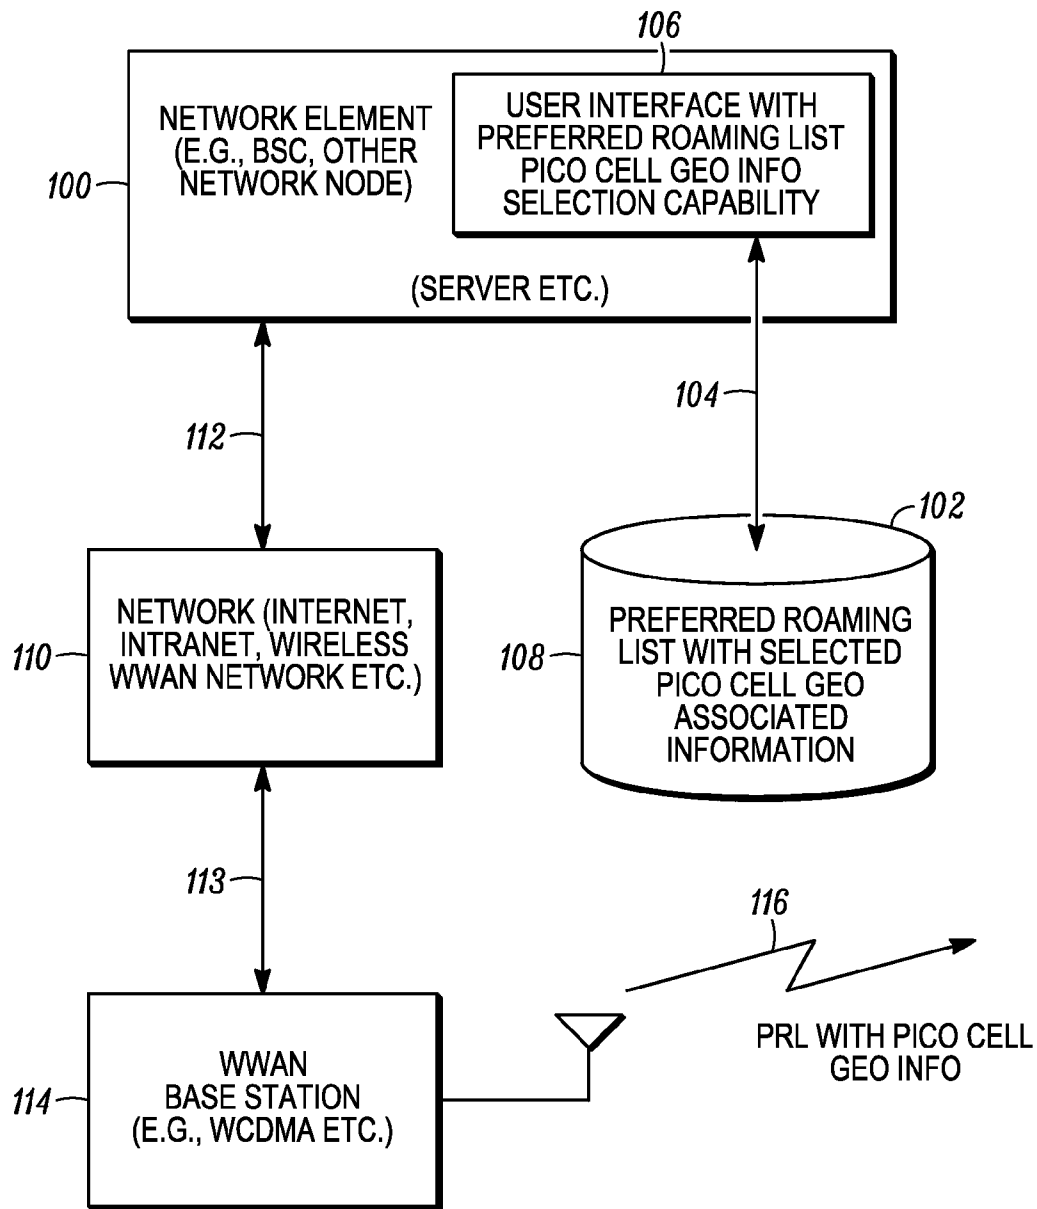 106
NETWORK ELEMENT
(E.G., BSC, OTHER
NETWORK NODE)
USER INTERFACE WITH
PREFERRED ROAMING LIST
PICO CELL GEO INFO
SELECTION CAPABILITY
100
(SERVER ETC.)
104
112
102
NETWORK (INTERNET,
INTRANET, WIRELESS
WWAN NETWORK ETC.)
110
PREFERRED ROAMING
LIST WITH SELECTED
PICO CELL GEO
ASSOCIATED
INFORMATION
108
113
116
PRL WITH PICO CELL
GEO INFO
WWAN
BASE STATION
(E.G., WCDMA ETC.)
114